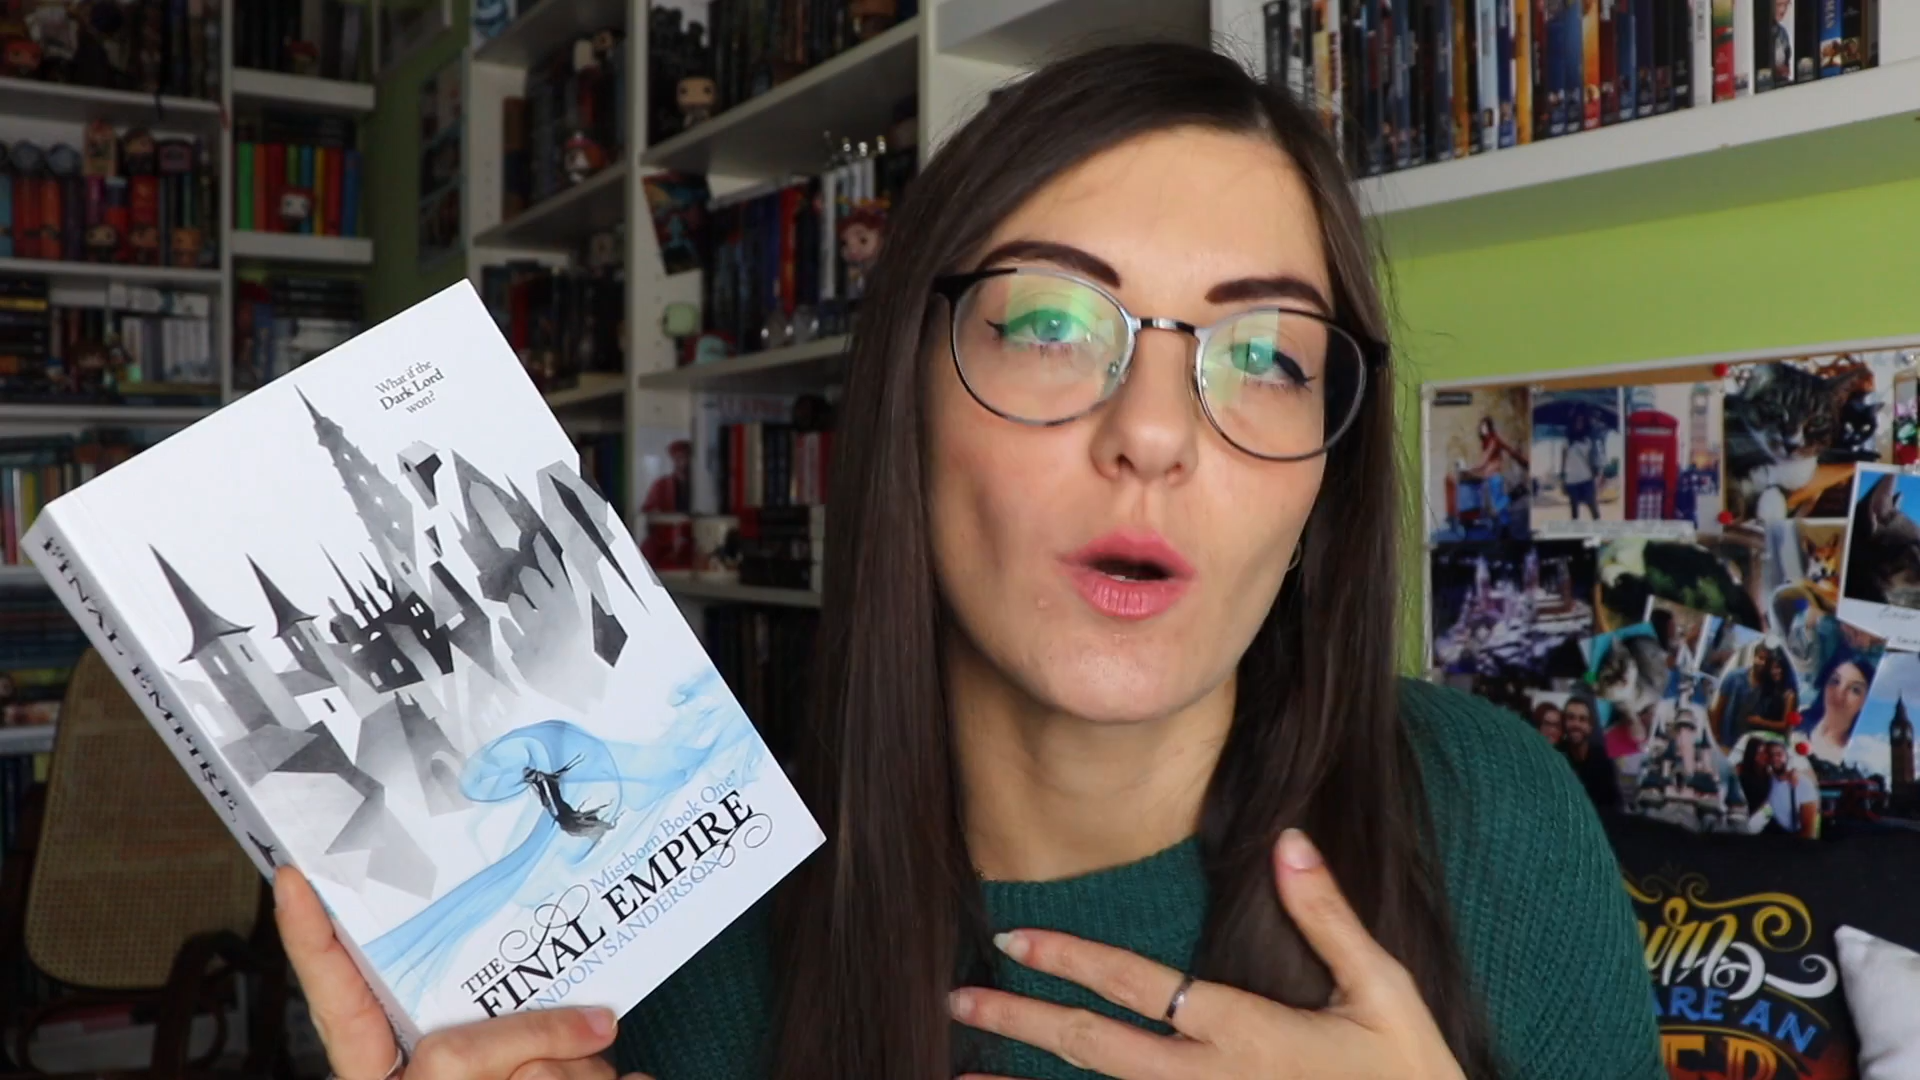 What if the
Dark Lord
won?
FINAL EMPIRE
Mistborn Book One
THE
FINAL EMPIRE
NDON SANDERSON
ARE AN